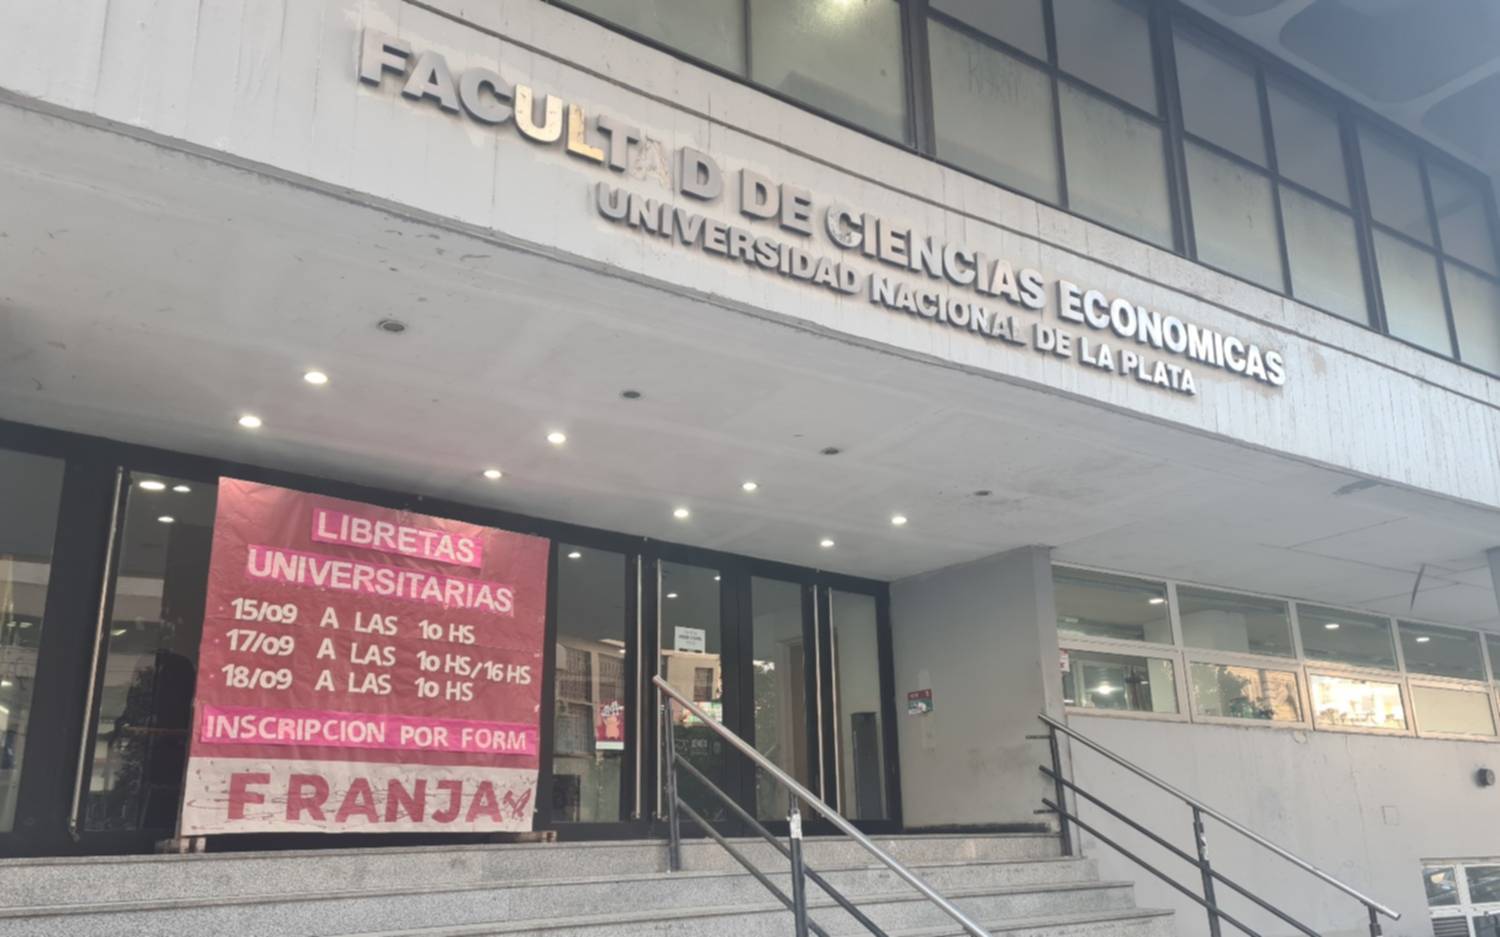 FACULTAD DE CIENCIAS ECONOMICAS
UNIVERSIDAD NACIONAL DE LA PLATA
LIBRETAS
UNIVERSITARIAS
15/09 A LAS 10 HS
17/09 A LAS 10 HS/16 HS
18/09 A LAS 10 HS
INSCRIPCION POR FORM
FRANJA